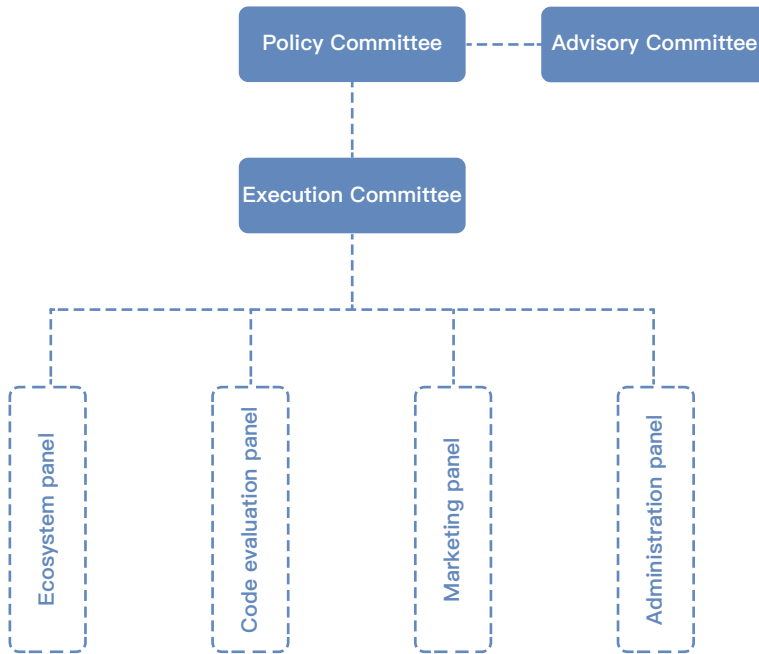 Policy Committee
Advisory Committee
Execution Committee
Ecosystem panel
Code evaluation panel
Marketing panel
Administration panel